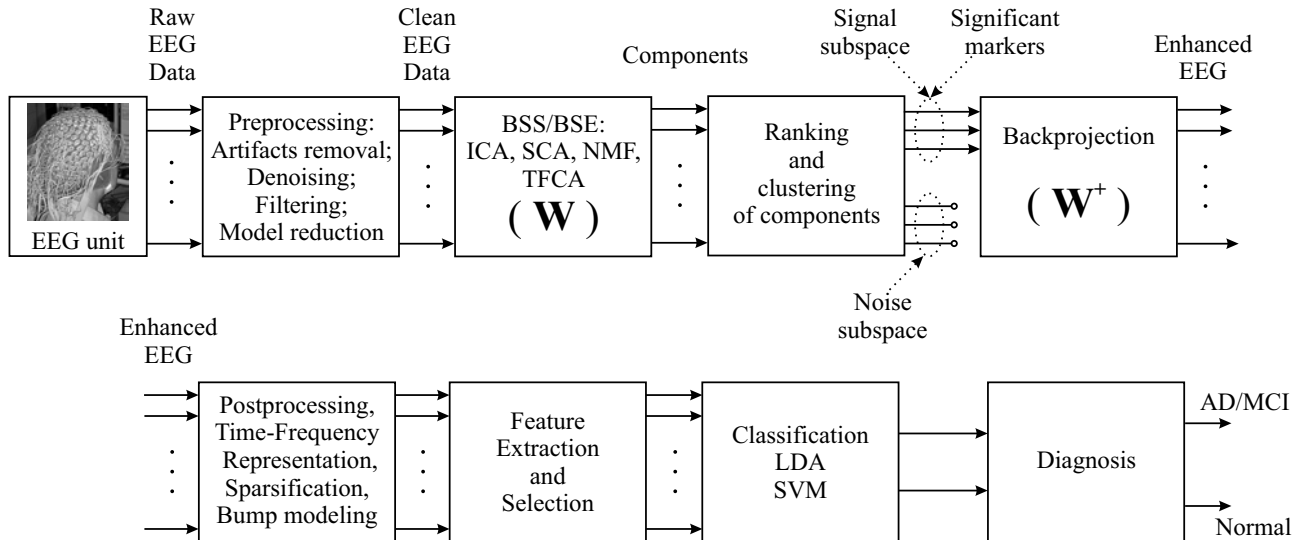 Raw
EEG
Data
Clean
EEG
Data
Components
Signal
subspace
Significant
markers
Enhanced
EEG
EEG unit
Preprocessing:
Artifacts removal;
Denoising;
Filtering;
Model reduction
BSS/BSE:
ICA, SCA, NMF,
TFCA
( W )
Ranking
and
clustering
of components
Backprojection
( W+ )
Noise
subspace
Enhanced
EEG
Postprocessing,
Time-Frequency
Representation,
Sparsification,
Bump modeling
Feature
Extraction
and
Selection
Classification
LDA
SVM
Diagnosis
AD/MCI
Normal